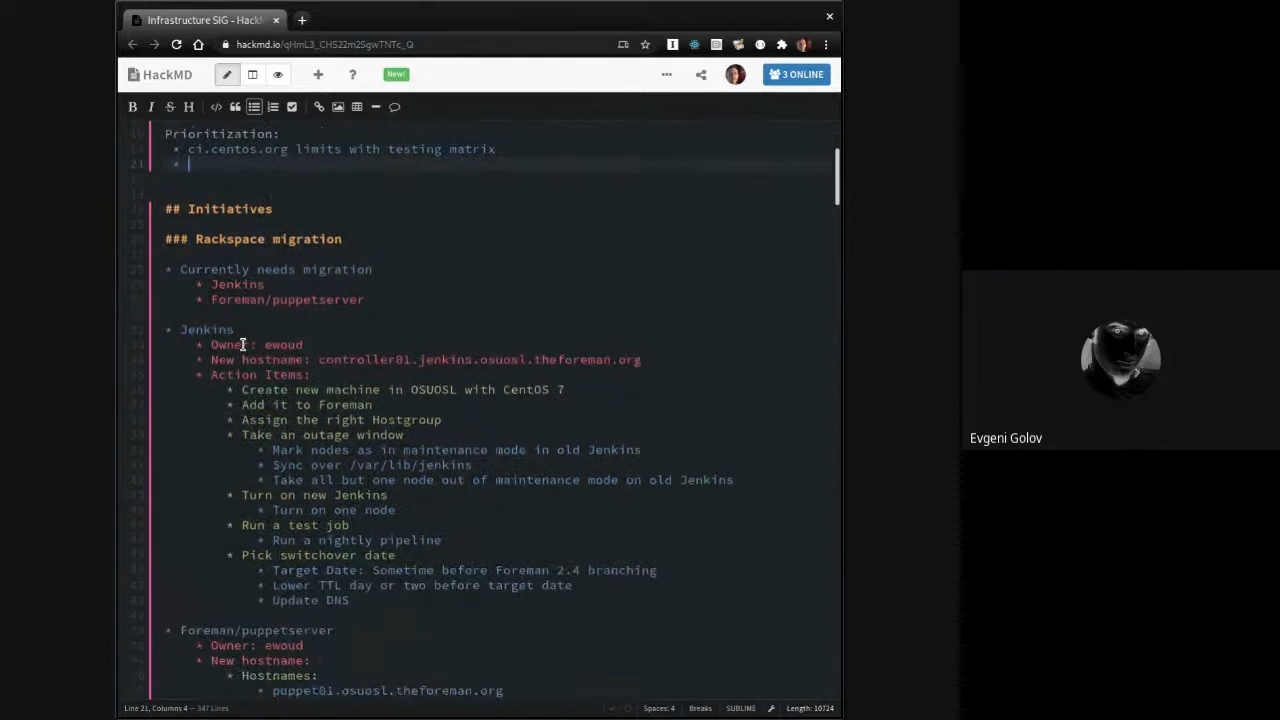 Infrastructure SIG - HackM
hackmd.io/qHmL3_CHS22m2SgwTNTc_Q
HackMD
New!
3 ONLINE
Prioritization:
* ci.centos.org limits with testing matrix
21 *
## Initiatives
### Rackspace migration
* Currently needs migration
* Jenkins
* Foreman/puppetserver
* Jenkins
* Owner: ewoud
* New hostname: controller01.jenkins.osuosl.theforeman.org
* Action Items:
* Create new machine in OSUOSL with CentOS 7
* Add it to Foreman
* Assign the right Hostgroup
* Take an outage window
* Mark nodes as in maintenance mode in old Jenkins
* Sync over /var/lib/jenkins
* Take all but one node out of maintenance mode on old Jenkins
* Turn on new Jenkins
* Turn on one node
* Run a test job
* Run a nightly pipeline
* Pick switchover date
* Target Date: Sometime before Foreman 2.4 branching
* Lower TTL day or two before target date
* Update DNS
* Foreman/puppetserver
* Owner: ewoud
* New hostname:
* Hostnames:
* puppet01.osuosl.theforeman.org
Line 21, Columns 4 — 347 Lines
Spaces: 4
Breaks
SUBLIME
Length: 10724
Evgeni Golov